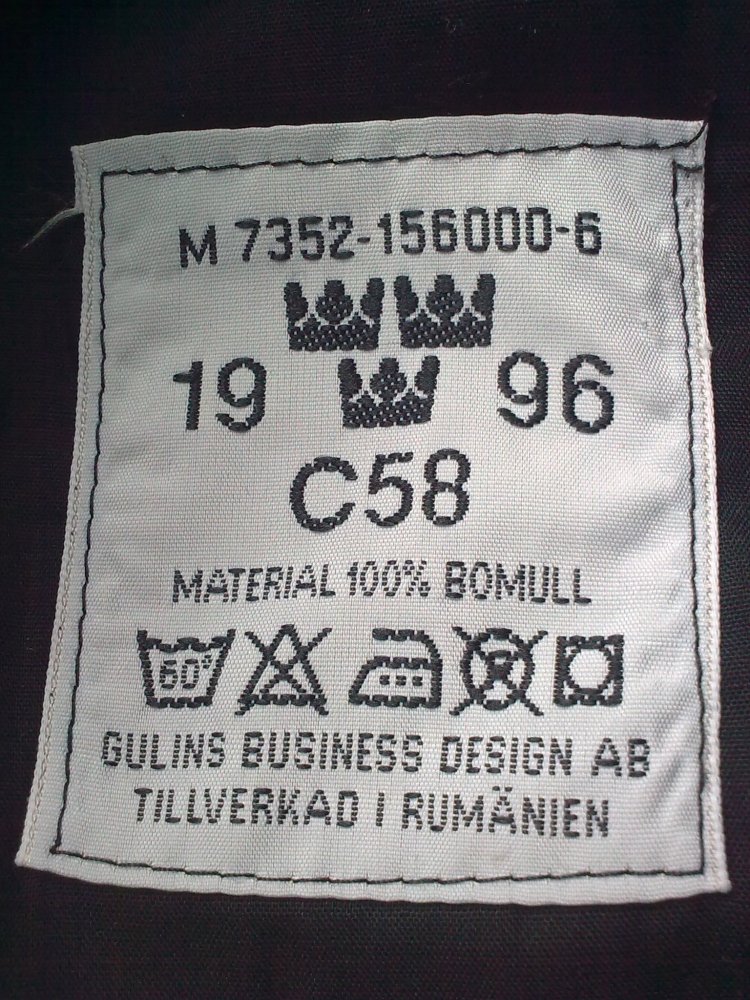 M 7352-156000-6
19 96
C58
MATERIAL 100% BOMULL
60°
GULINS BUSINESS DESIGN AB
TILLVERKAD I RUMÄNIEN